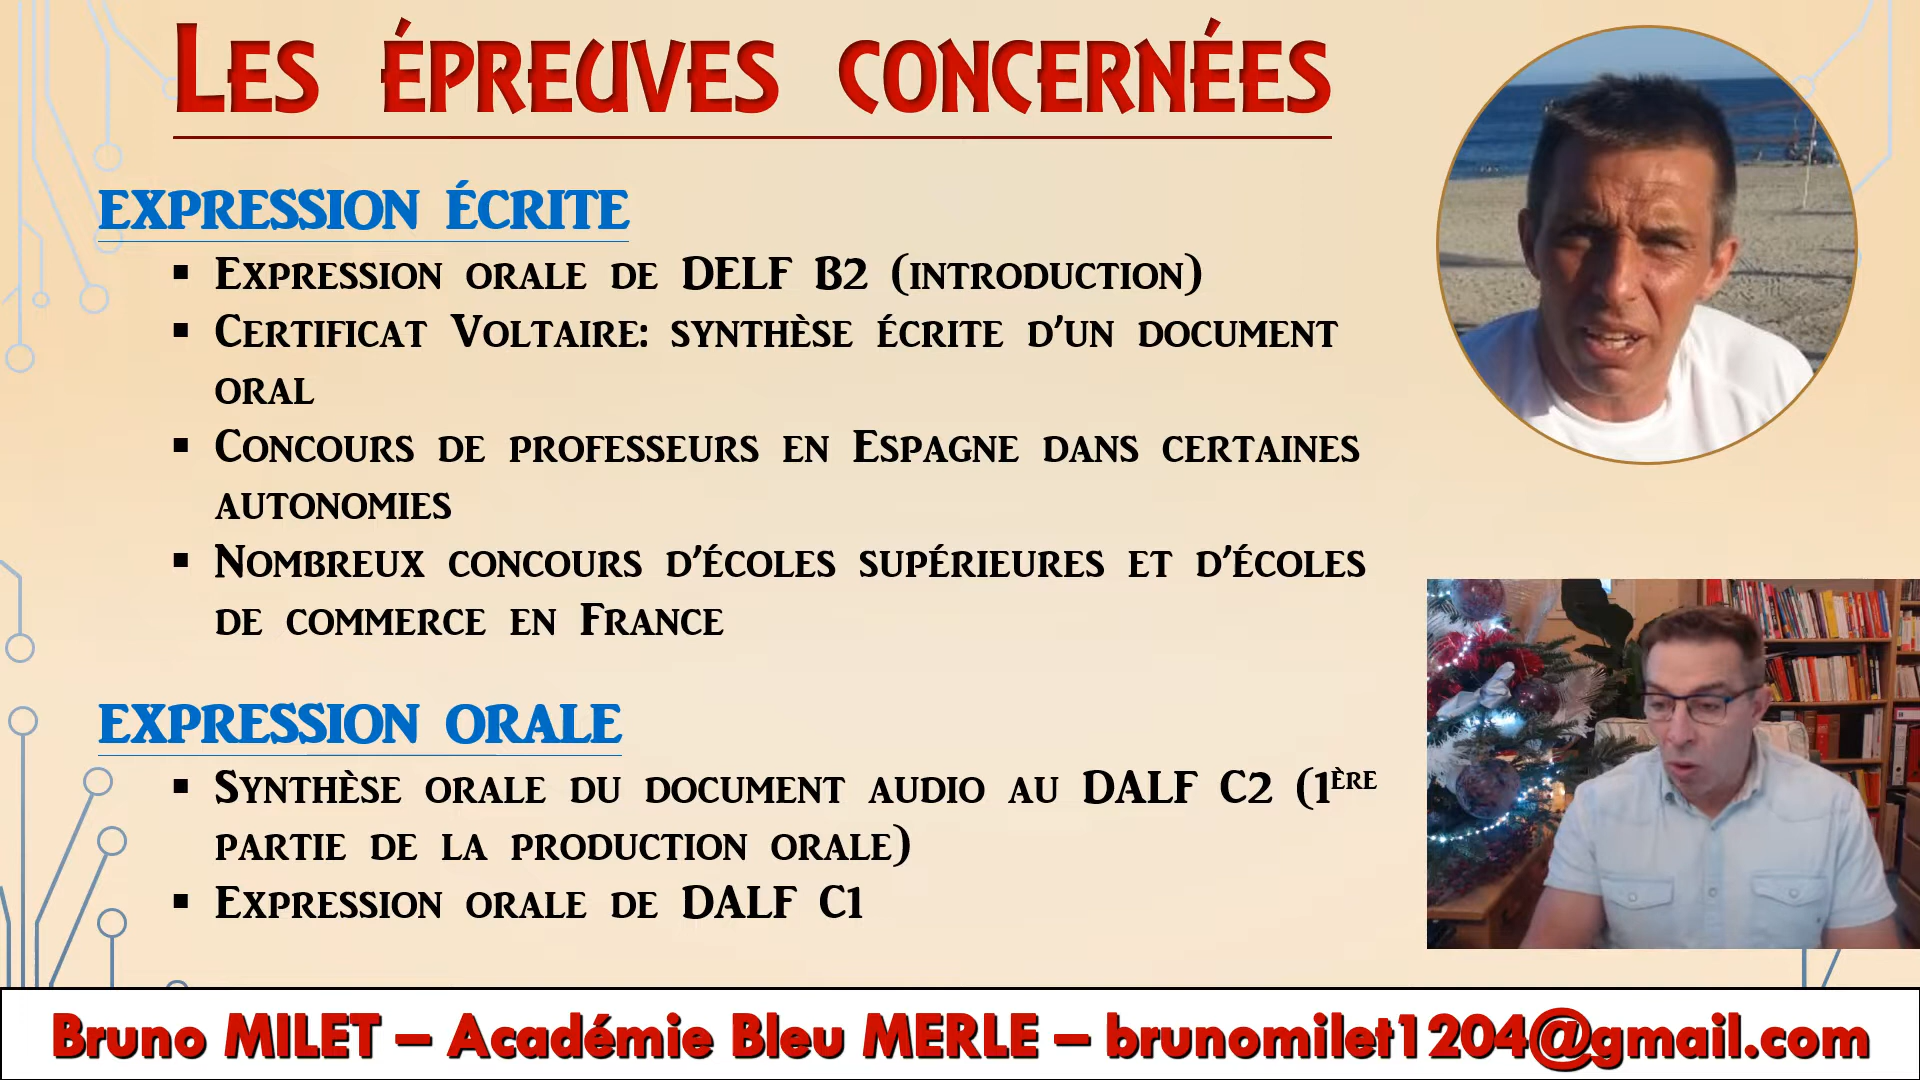 Les épreuves concernées
EXPRESSION ÉCRITE
▪ Expression orale de DELF B2 (introduction)
▪ Certificat Voltaire: synthèse écrite d'un document
oral
▪ Concours de professeurs en Espagne dans certaines
autonomies
▪ Nombreux concours d'écoles supérieures et d'écoles
de commerce en France
EXPRESSION ORALE
▪ Synthèse orale du document audio au DALF C2 (1ère
partie de la production orale)
▪ Expression orale de DALF C1
Bruno MILET – Académie Bleu MERLE – brunomilet1204@gmail.com